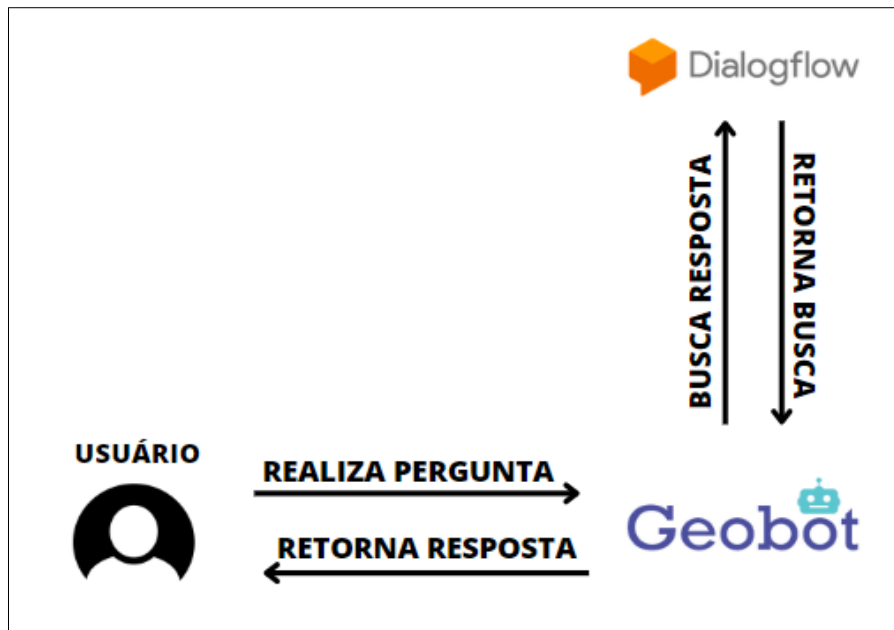 Dialogflow
BUSCA RESPOSTA
RETORNA BUSCA
USUÁRIO
REALIZA PERGUNTA
RETORNA RESPOSTA
Geobot